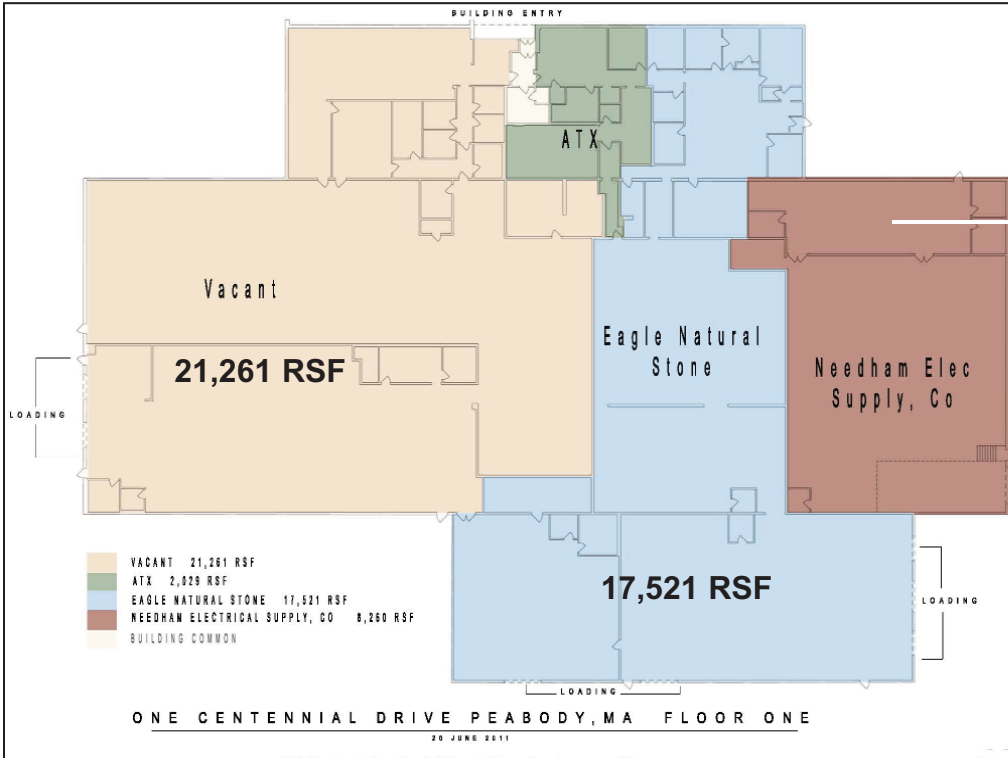 BUILDING ENTRY
ATX
Vacant
21,261 RSF
Eagle Natural
Stone
Needham Elec
Supply, Co
LOADING
VACANT 21,261 RSF
ATX 2,029 RSF
EAGLE NATURAL STONE 17,521 RSF
NEEDHAM ELECTRICAL SUPPLY, CO 8,260 RSF
BUILDING COMMON
17,521 RSF
LOADING
LOADING
ONE CENTENNIAL DRIVE PEABODY, MA FLOOR ONE
20 JUNE 2011